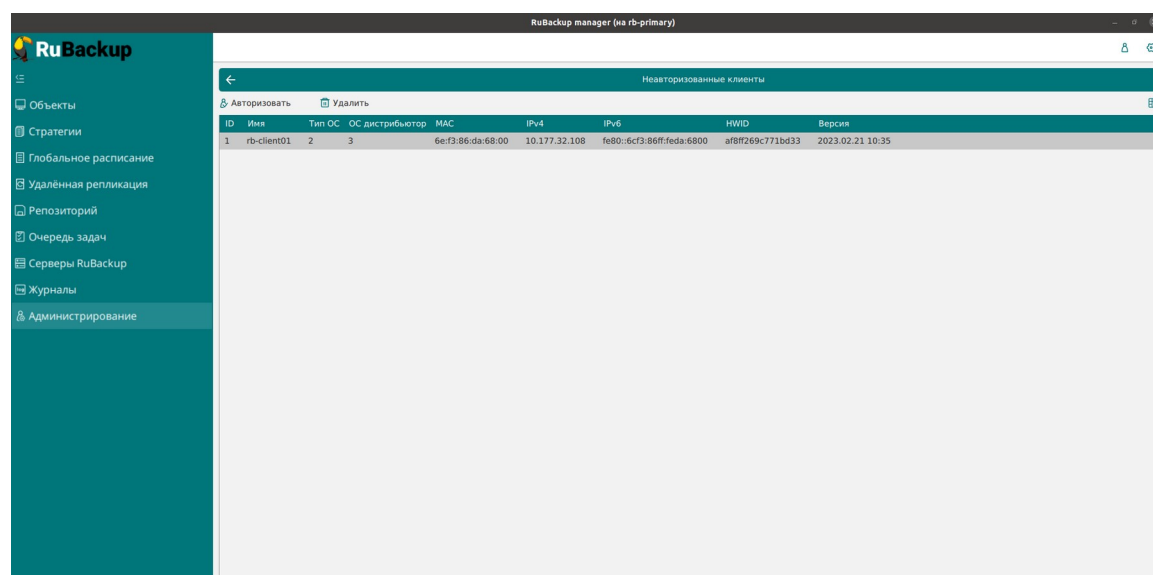 RuBackup manager (на rb-primary)
RuBackup
Неавторизованные клиенты
Объекты
Стратегии
Глобальное расписание
Удалённая репликация
Репозиторий
Очередь задач
Серверы RuBackup
Журналы
Администрирование
Авторизовать Удалить
ID Имя Тип ОС ОС дистрибьютор MAC IPv4 IPv6 HWID Версия
1 rb-client01 2 3 6e:f3:86:da:68:00 10.177.32.108 fe80::6cf3:86ff:feda:6800 af8ff269c771bd33 2023.02.21 10:35